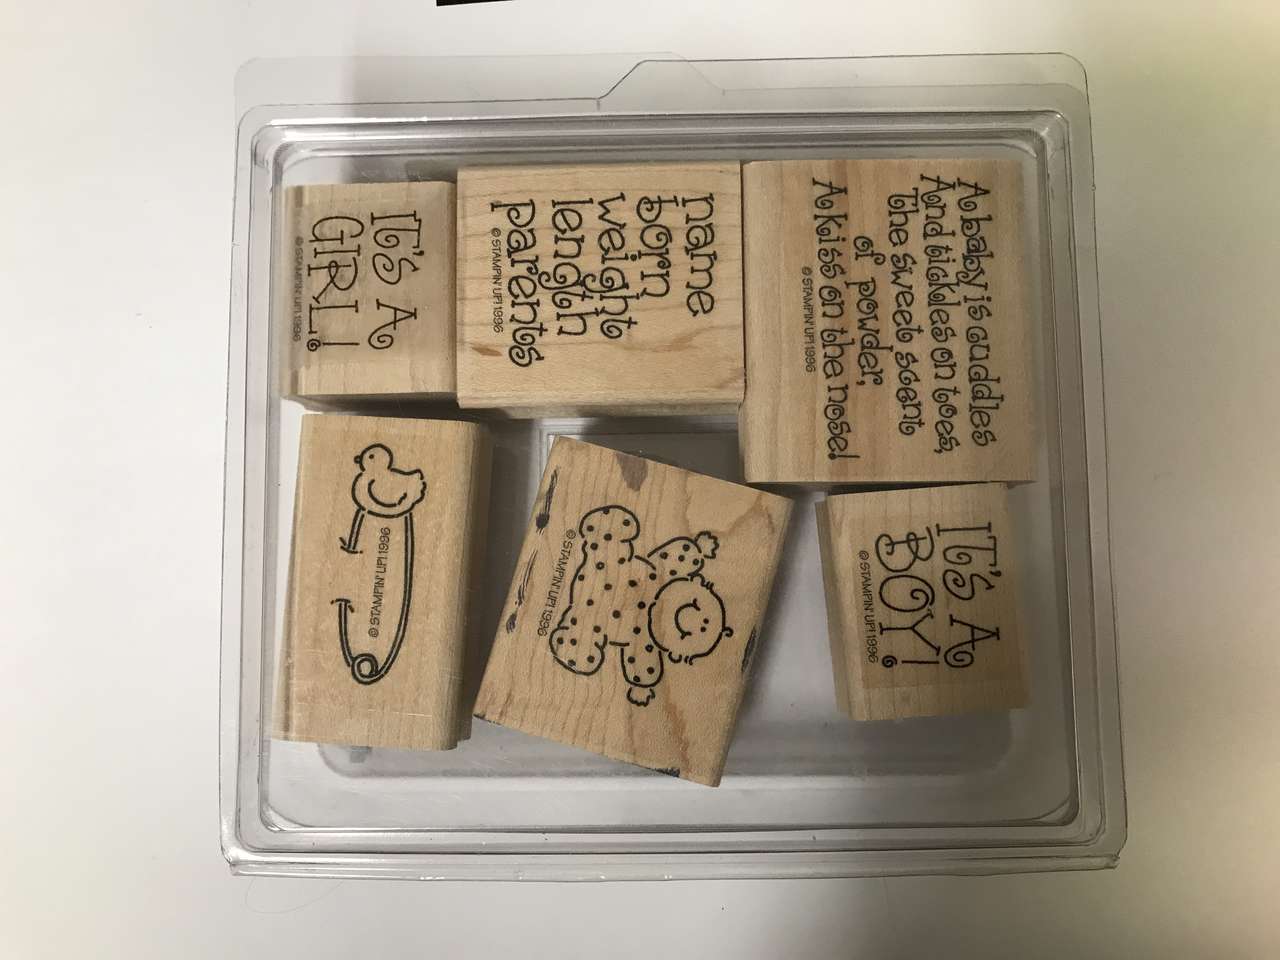 IT'S A
GIRL!
© STAMPIN' UP! 1996
name
born
weight
length
parents
© STAMPIN' UP! 1996
A baby is cuddles
And tickles on toes,
The sweet scent
of powder,
A kiss on the nose!
© STAMPIN' UP! 1996
© STAMPIN' UP! 1996
© STAMPIN' UP! 1996
IT'S A
BOY!
© STAMPIN' UP! 1996